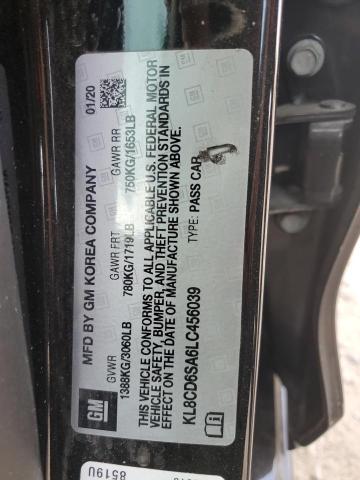 GM
MFD BY GM KOREA COMPANY 01/20
GVWR GAWR FRT GAWR RR
1388KG/3060LB 780KG/1719LB 750KG/1653LB
THIS VEHICLE CONFORMS TO ALL APPLICABLE U.S. FEDERAL MOTOR
VEHICLE SAFETY, BUMPER, AND THEFT PREVENTION STANDARDS IN
EFFECT ON THE DATE OF MANUFACTURE SHOWN ABOVE.
KL8CD6SA6LC456039 TYPE: PASS CAR
8519U